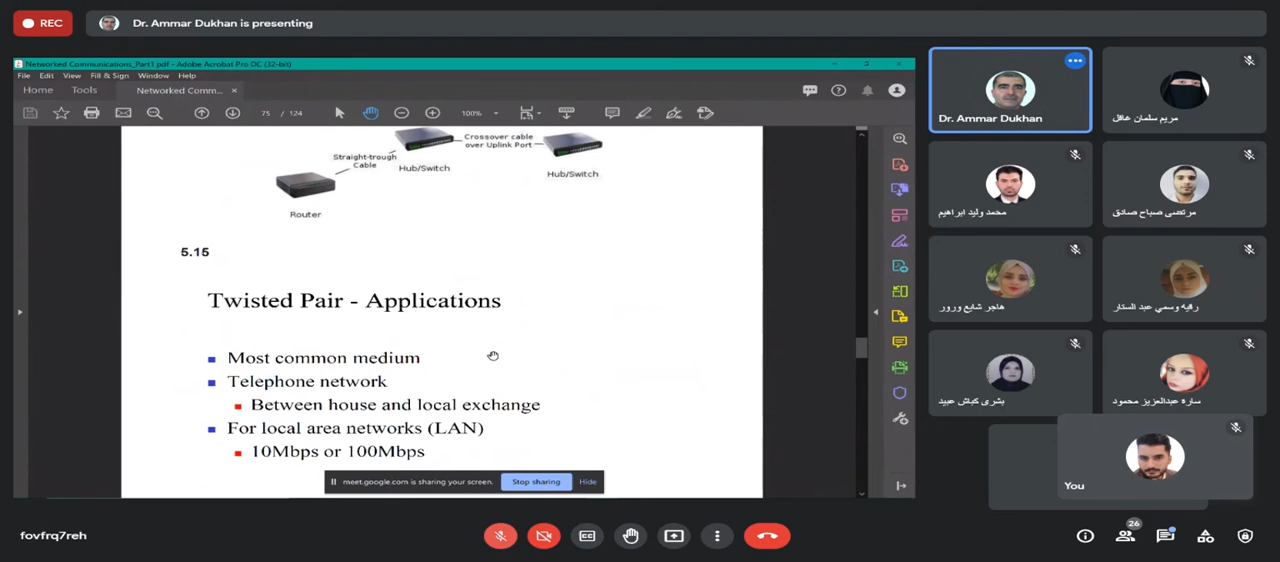 REC
Dr. Ammar Dukhan is presenting
Networked Communications_Part1.pdf - Adobe Acrobat Pro DC (32-bit)
File Edit View Fill & Sign Window Help
Home Tools Networked Comm...
75 / 124
100%
Straight-trough
Cable
Hub/Switch
Crossover cable
over Uplink Port
Hub/Switch
Router
5.15
Twisted Pair - Applications
Most common medium
Telephone network
Between house and local exchange
For local area networks (LAN)
10Mbps or 100Mbps
meet.google.com is sharing your screen.
Stop sharing
Hide
Dr. Ammar Dukhan
مريم سلمان عاقل
محمد وليد ابراهيم
مرتضى صباح صادق
هاجر شايع ورور
رقيه وسمي عبد الستار
بشرى كباش عبيد
ساره عبدالعزيز محمود
You
fovfrq7reh
CC
26